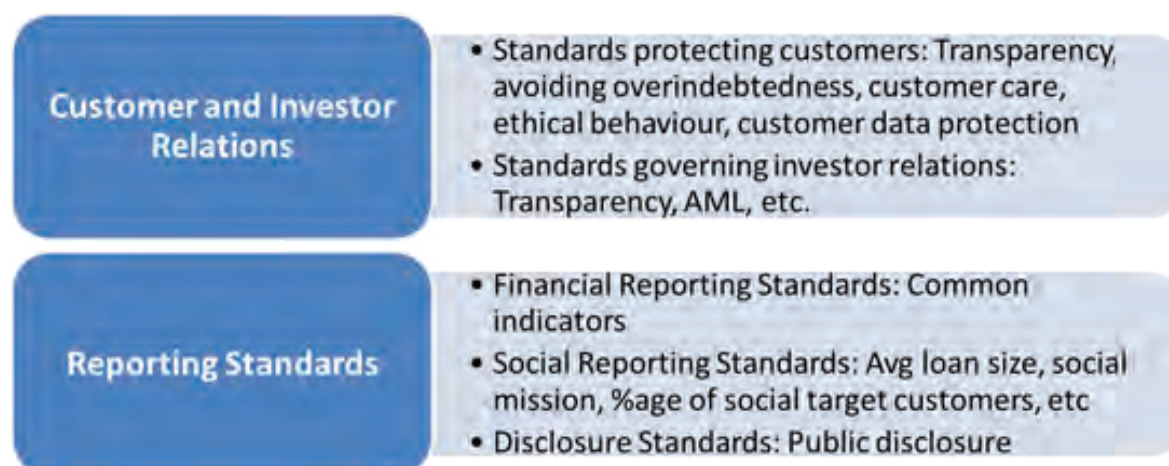 Customer and Investor
Relations
• Standards protecting customers: Transparency,
avoiding overindebtedness, customer care,
ethical behaviour, customer data protection
• Standards governing investor relations:
Transparency, AML, etc.
Reporting Standards
• Financial Reporting Standards: Common
indicators
• Social Reporting Standards: Avg loan size, social
mission, %age of social target customers, etc
• Disclosure Standards: Public disclosure